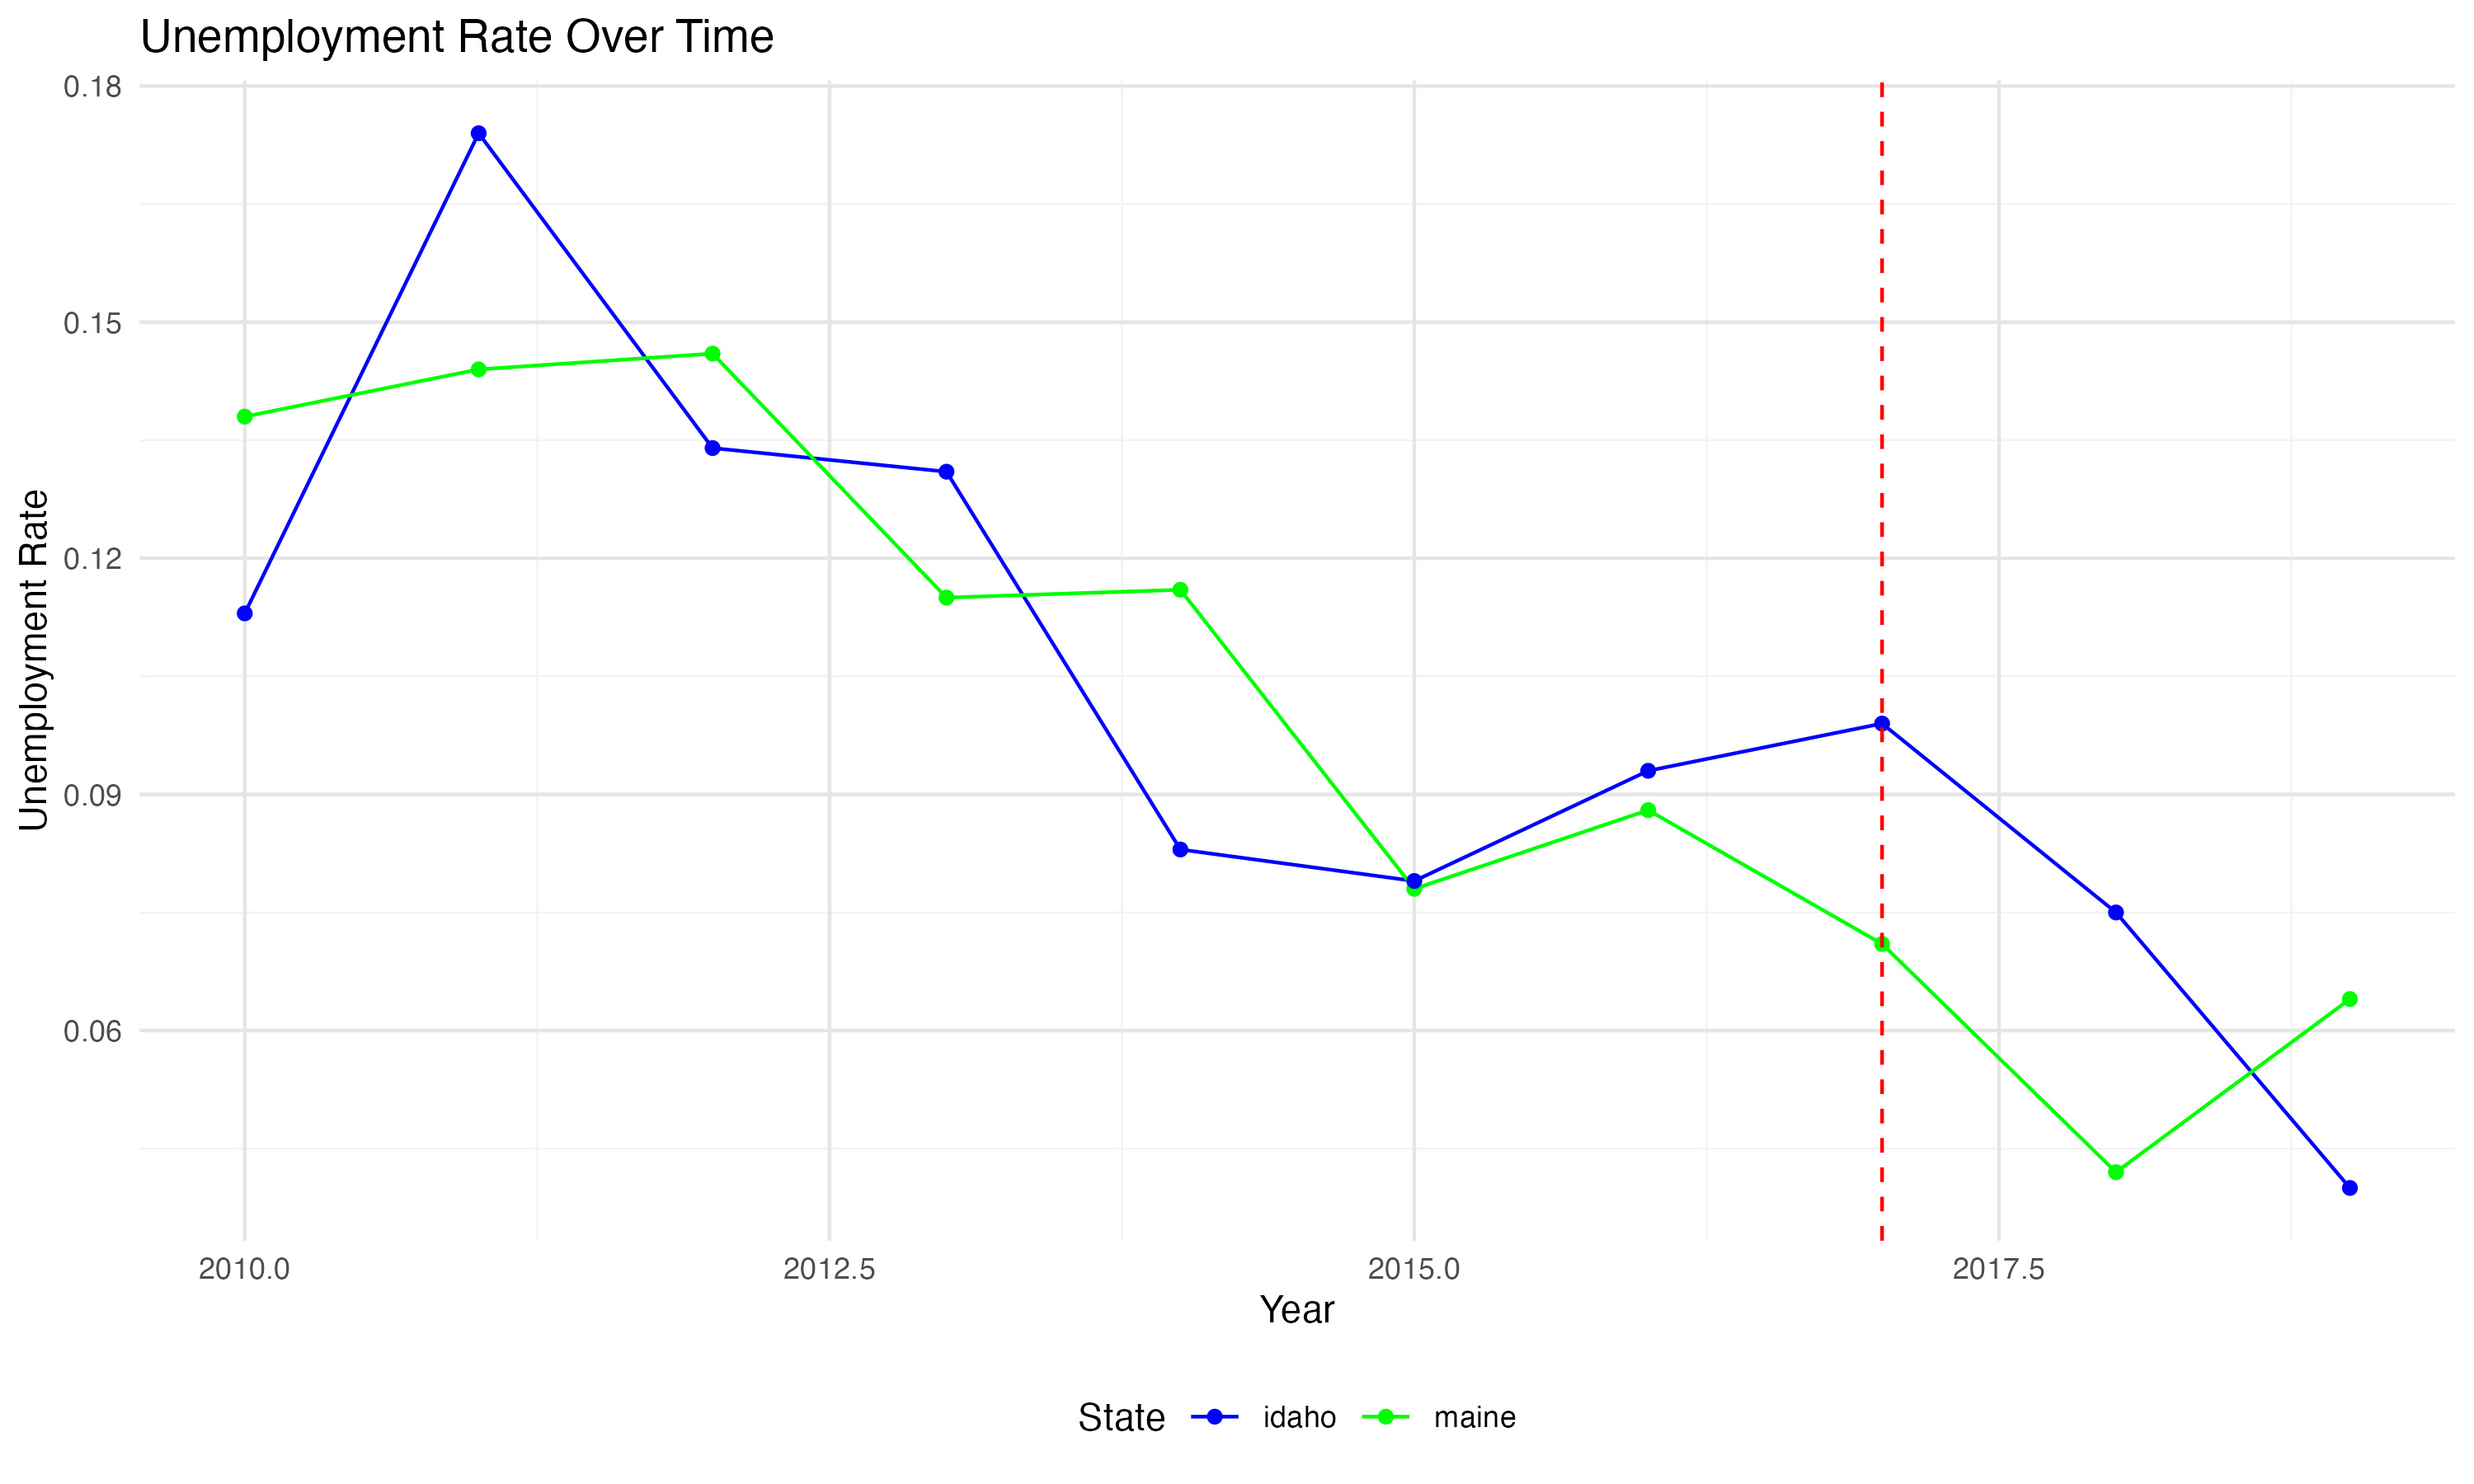 Unemployment Rate Over Time
Unemployment Rate
0.18
0.15
0.12
0.09
0.06
2010.0 2012.5 2015.0 2017.5
Year
State idaho maine